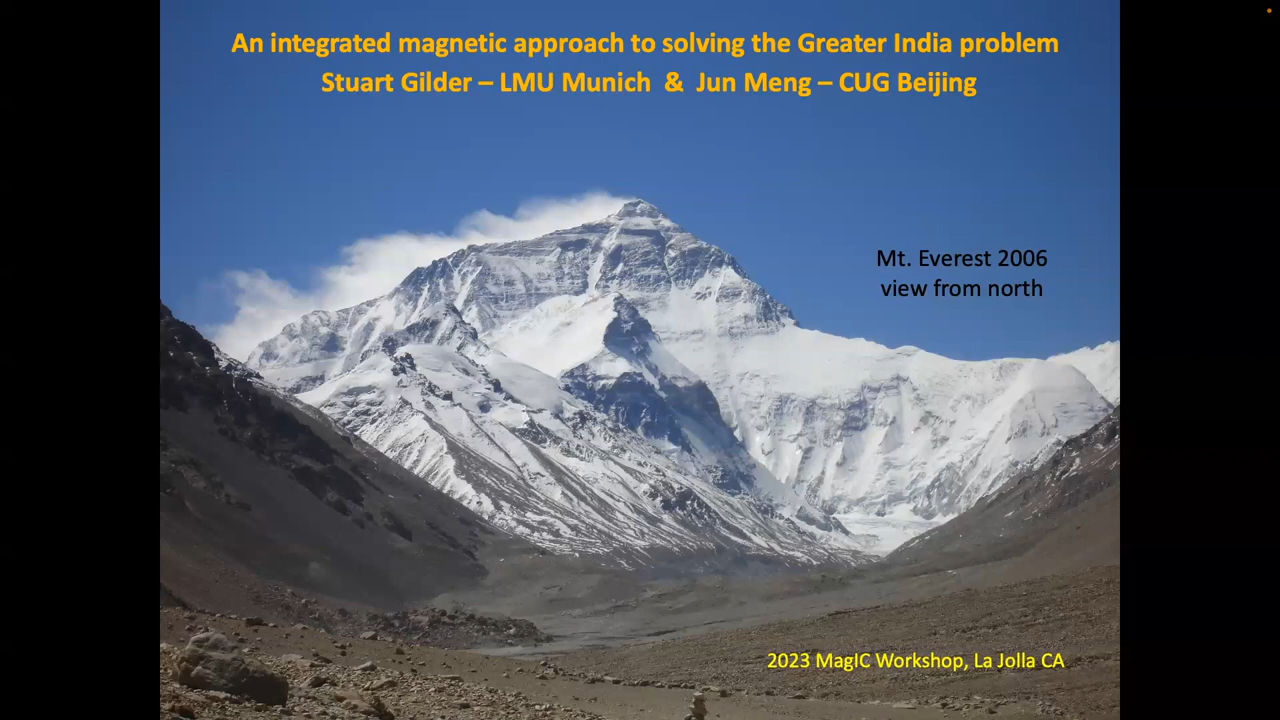 An integrated magnetic approach to solving the Greater India problem
Stuart Gilder – LMU Munich & Jun Meng – CUG Beijing
Mt. Everest 2006
view from north
2023 MagIC Workshop, La Jolla CA